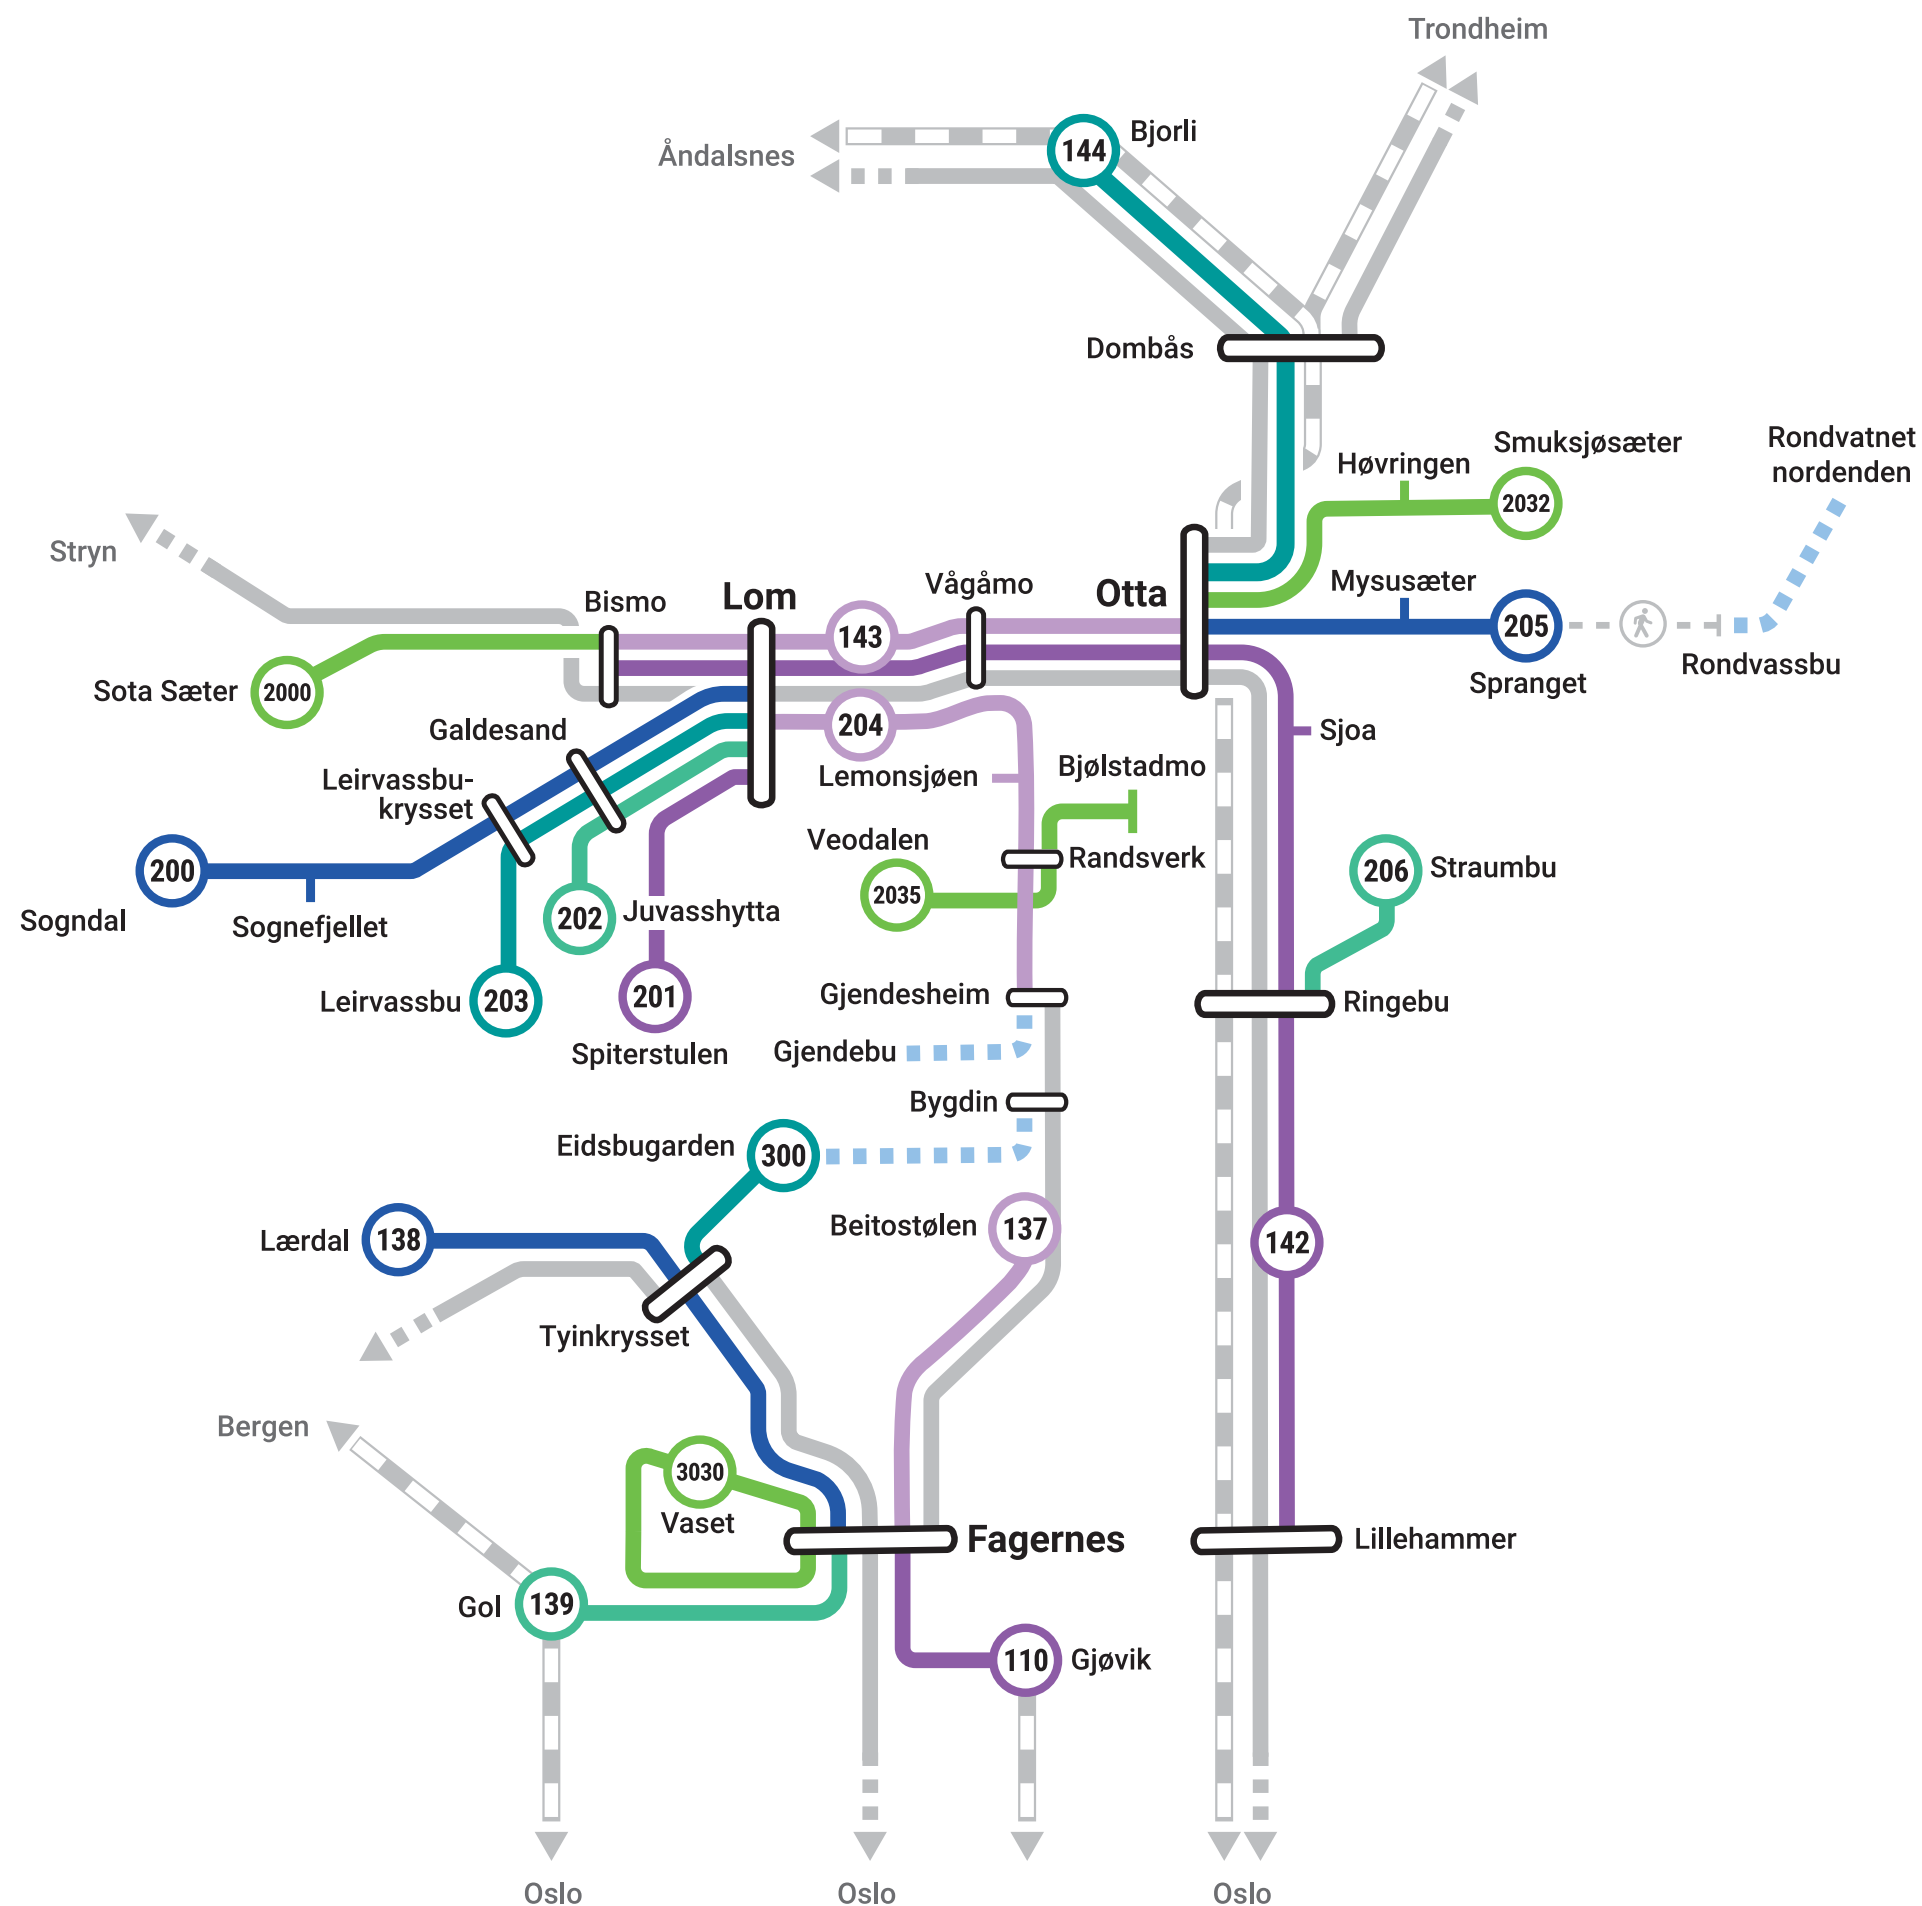 Trondheim
Bjorli
144
Åndalsnes
Dombås
Rondvatnet
nordenden
Smuksjøsæter
Høvringen
2032
Stryn
Mysusæter
Vågåmo
Otta
Lom
Bismo
143
205
Rondvassbu
Spranget
Sota Sæter
2000
204
Galdesand
Sjoa
Leirvassbu-
krysset
Lemonsjøen
Bjølstadmo
Veodalen
Randsverk
200
2035
206
Straumbu
Sogndal
Sognefjellet
202
Juvasshytta
Gjendesheim
Leirvassbu
203
201
Ringebu
Spiterstulen
Gjendebu
Bygdin
Eidsbugarden
300
Lærdal
138
Beitostølen
137
142
Tyinkrysset
Bergen
3030
Vaset
Fagernes
Lillehammer
Gol
139
110
Gjøvik
Oslo
Oslo
Oslo